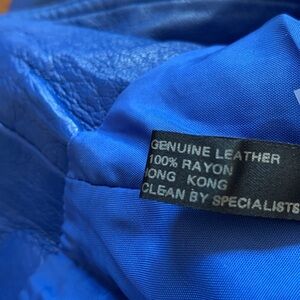 GENUINE LEATHER
100% RAYON
HONG KONG
CLEAN BY SPECIALISTS